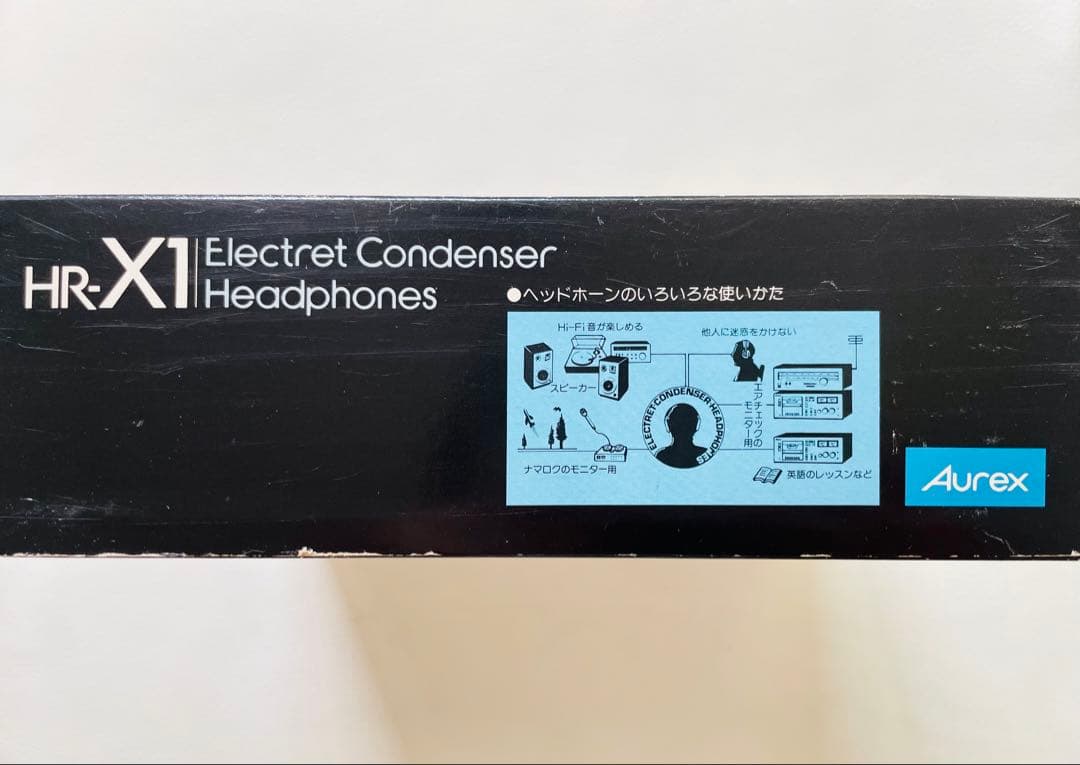 HR-X1
Electret Condenser
Headphones
●ヘッドホーンのいろいろな使いかた
Hi-Fi音が楽しめる
他人に迷惑をかけない
スピーカー
ELECTRET CONDENSER HEADPHONES
エアチェックの
モニター用
ナマロクのモニター用
英語のレッスンなど
Aurex